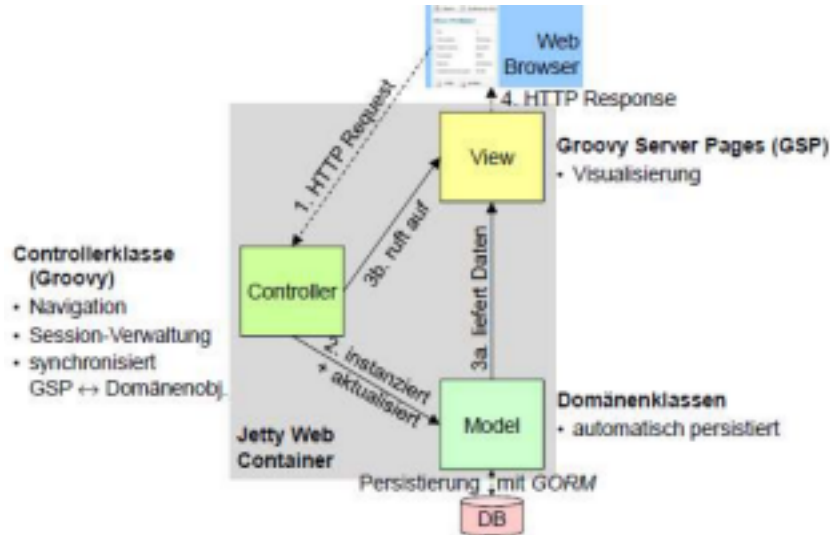 Web
Browser
4. HTTP Response
1. HTTP Request
View
Groovy Server Pages (GSP)
• Visualisierung
3b. ruft auf
Controllerklasse
(Groovy)
• Navigation
• Session-Verwaltung
• synchronisiert
GSP ↔ Domänenobj.
Controller
3a. liefert Daten
2. instanziert
+ aktualisiert
Model
Domänenklassen
• automatisch persistiert
Jetty Web
Container
Persistierung mit GORM
DB